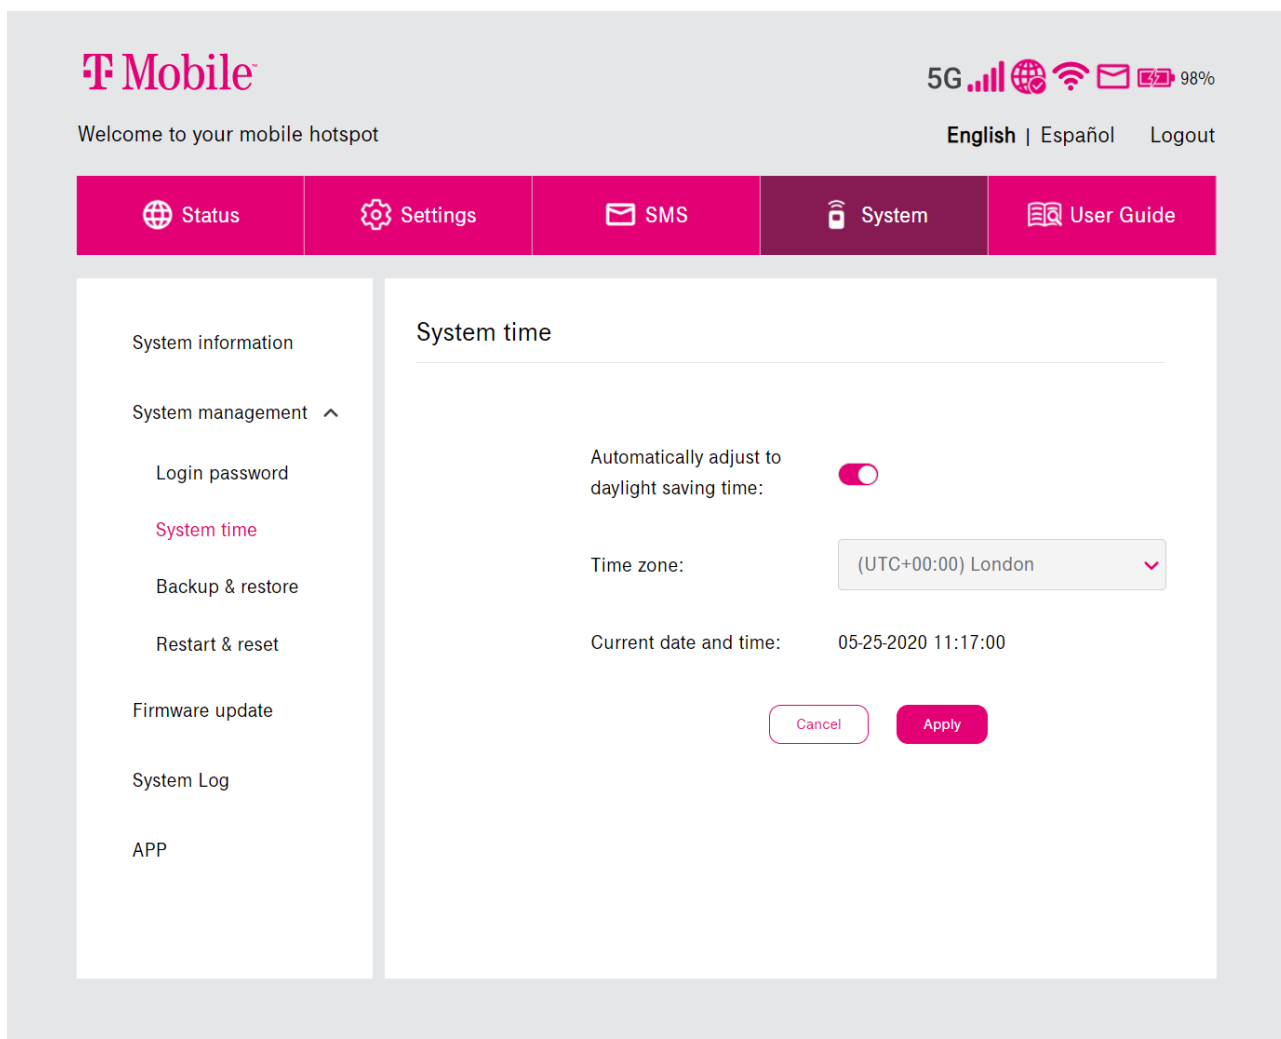 T Mobile
5G 98%
Welcome to your mobile hotspot
English | Español Logout
Status Settings SMS System User Guide
System information
System management
Login password
System time
Backup & restore
Restart & reset
Firmware update
System Log
APP
System time
Automatically adjust to
daylight saving time:
Time zone: (UTC+00:00) London
Current date and time: 05-25-2020 11:17:00
Cancel Apply